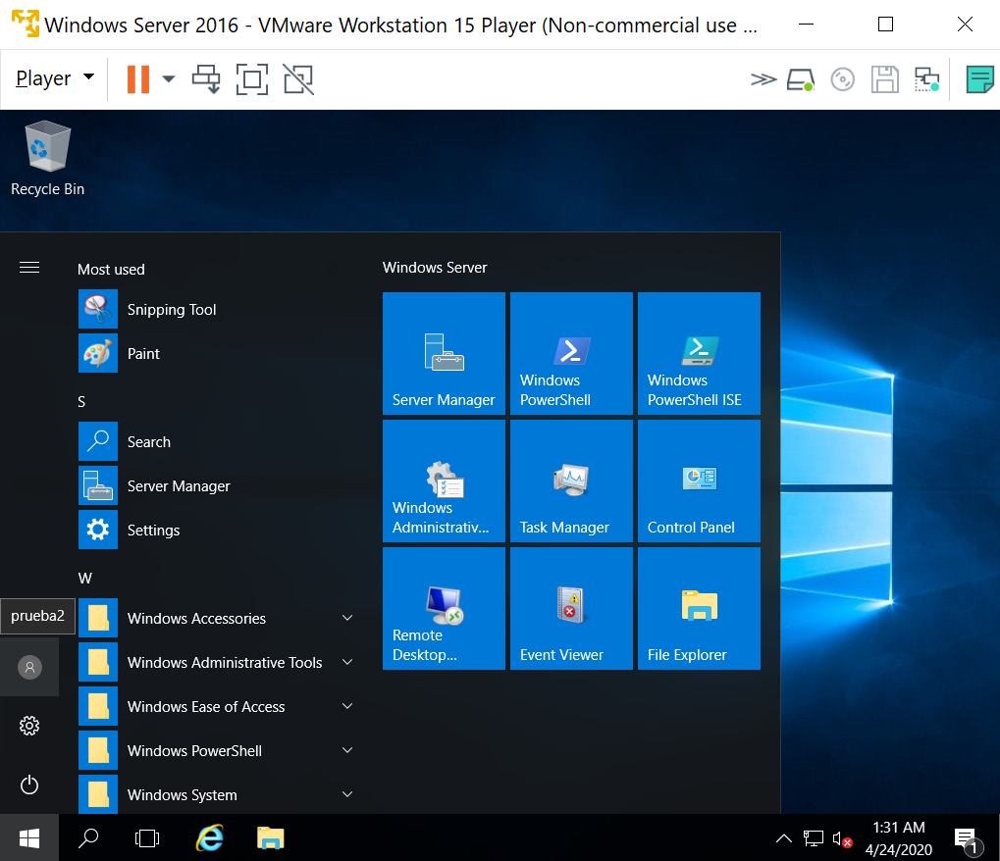 Windows Server 2016 - VMware Workstation 15 Player (Non-commercial use ...
Player
Recycle Bin
Most used
Snipping Tool
Paint
S
Search
Server Manager
Settings
W
prueba2
Windows Accessories
Windows Administrative Tools
Windows Ease of Access
Windows PowerShell
Windows System
Windows Server
Server Manager
Windows
PowerShell
Windows
PowerShell ISE
Windows
Administrativ...
Task Manager
Control Panel
Remote
Desktop...
Event Viewer
File Explorer
1:31 AM
4/24/2020
1